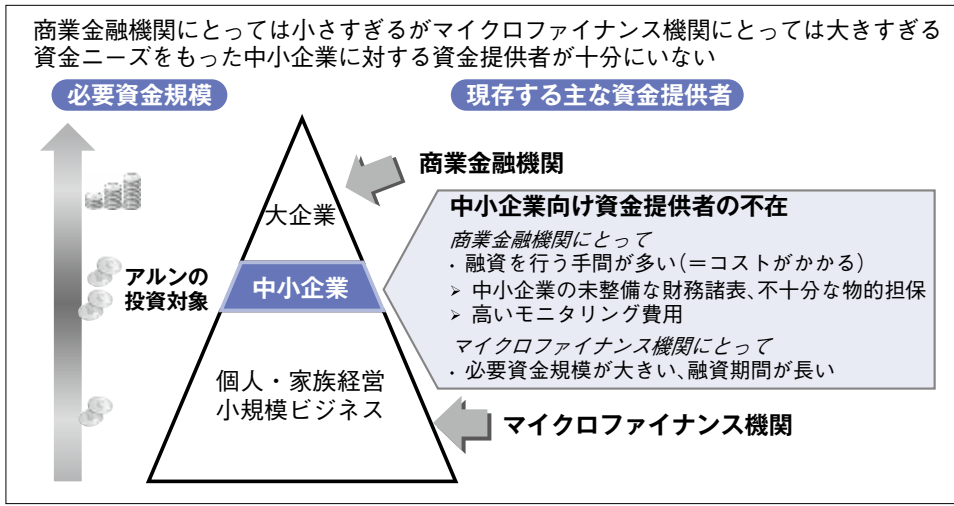 商業金融機関にとっては小さすぎるがマイクロファイナンス機関にとっては大きすぎる
資金ニーズをもった中小企業に対する資金提供者が十分にいない
必要資金規模
現存する主な資金提供者
商業金融機関
大企業
中小企業向け資金提供者の不在
商業金融機関にとって
・融資を行う手間が多い(=コストがかかる)
➢ 中小企業の未整備な財務諸表、不十分な物的担保
➢ 高いモニタリング費用
マイクロファイナンス機関にとって
・必要資金規模が大きい、融資期間が長い
アルンの
投資対象
中小企業
個人・家族経営
小規模ビジネス
マイクロファイナンス機関